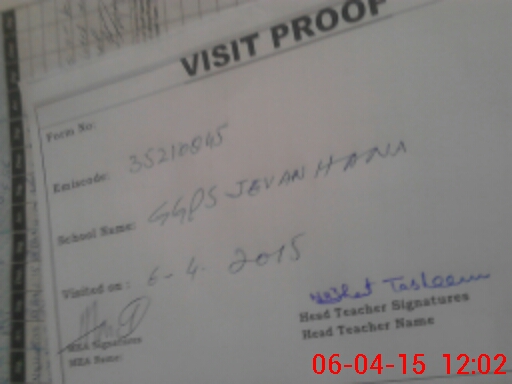 VISIT PROOF
Form No:
Emiscode: 35210845
School Name: GGPS JEVAN HANA
Visited on: 6-4. 2015
Tasleem
MEA Signatures
Head Teacher Signatures
MEA Name:
Head Teacher Name
06-04-15 12:02